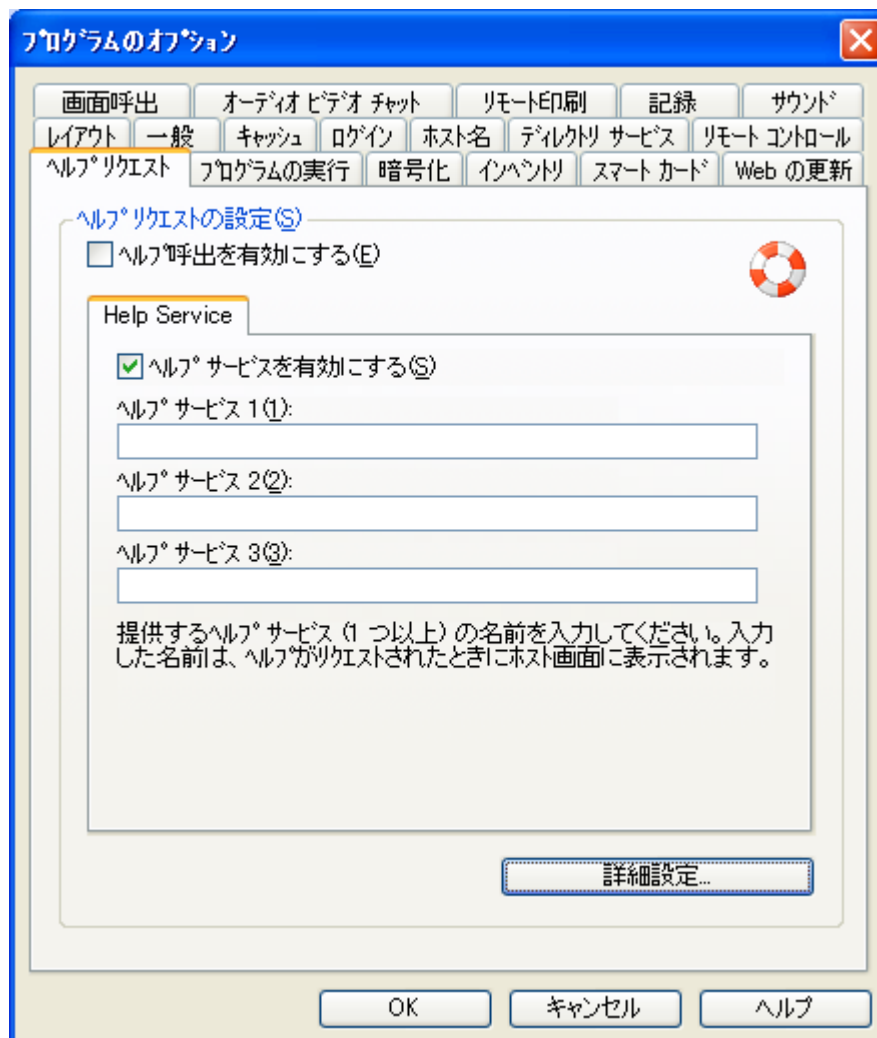 プログラムのオプション
画面呼出 オーディオ ビデオ チャット リモート印刷 記録 サウンド
レイアウト 一般 キャッシュ ログイン ホスト名 ディレクトリ サービス リモート コントロール
ヘルプ リクエスト プログラムの実行 暗号化 インベントリ スマート カード Web の更新
ヘルプ リクエストの設定(S)
ヘルプ呼出を有効にする(E)
Help Service
ヘルプ サービスを有効にする(S)
ヘルプ サービス 1(1):
ヘルプ サービス 2(2):
ヘルプ サービス 3(3):
提供するヘルプ サービス (1 つ以上) の名前を入力してください。入力
した名前は、ヘルプがリクエストされたときにホスト画面に表示されます。
詳細設定...
OK キャンセル ヘルプ